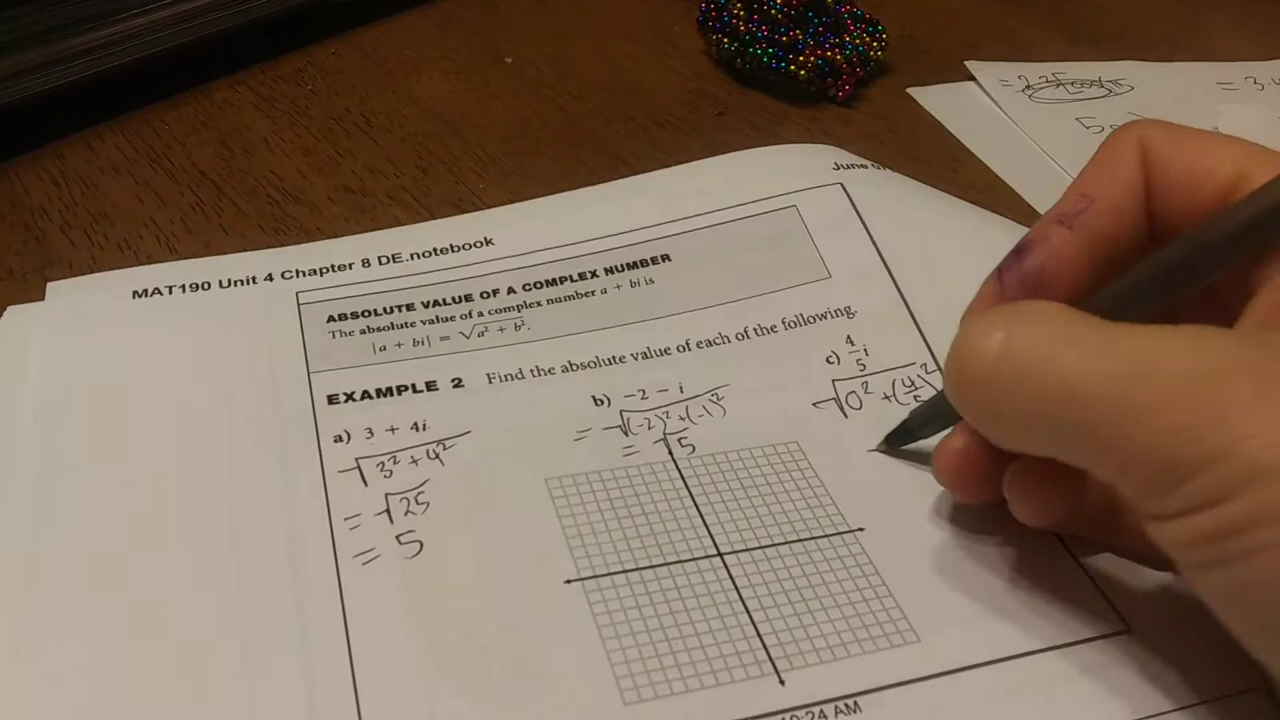 June
MAT190 Unit 4 Chapter 8 DE.notebook
ABSOLUTE VALUE OF A COMPLEX NUMBER
The absolute value of a complex number a + bi is
|a + bi| = √(a² + b²).
EXAMPLE 2 Find the absolute value of each of the following.
a) 3 + 4i
√(3² + 4²)
= √25
= 5
b) −2 − i
= √((-2)² + (-1)²)
= √5
c) 4/5 i
√(0² + (4/5)²
AM